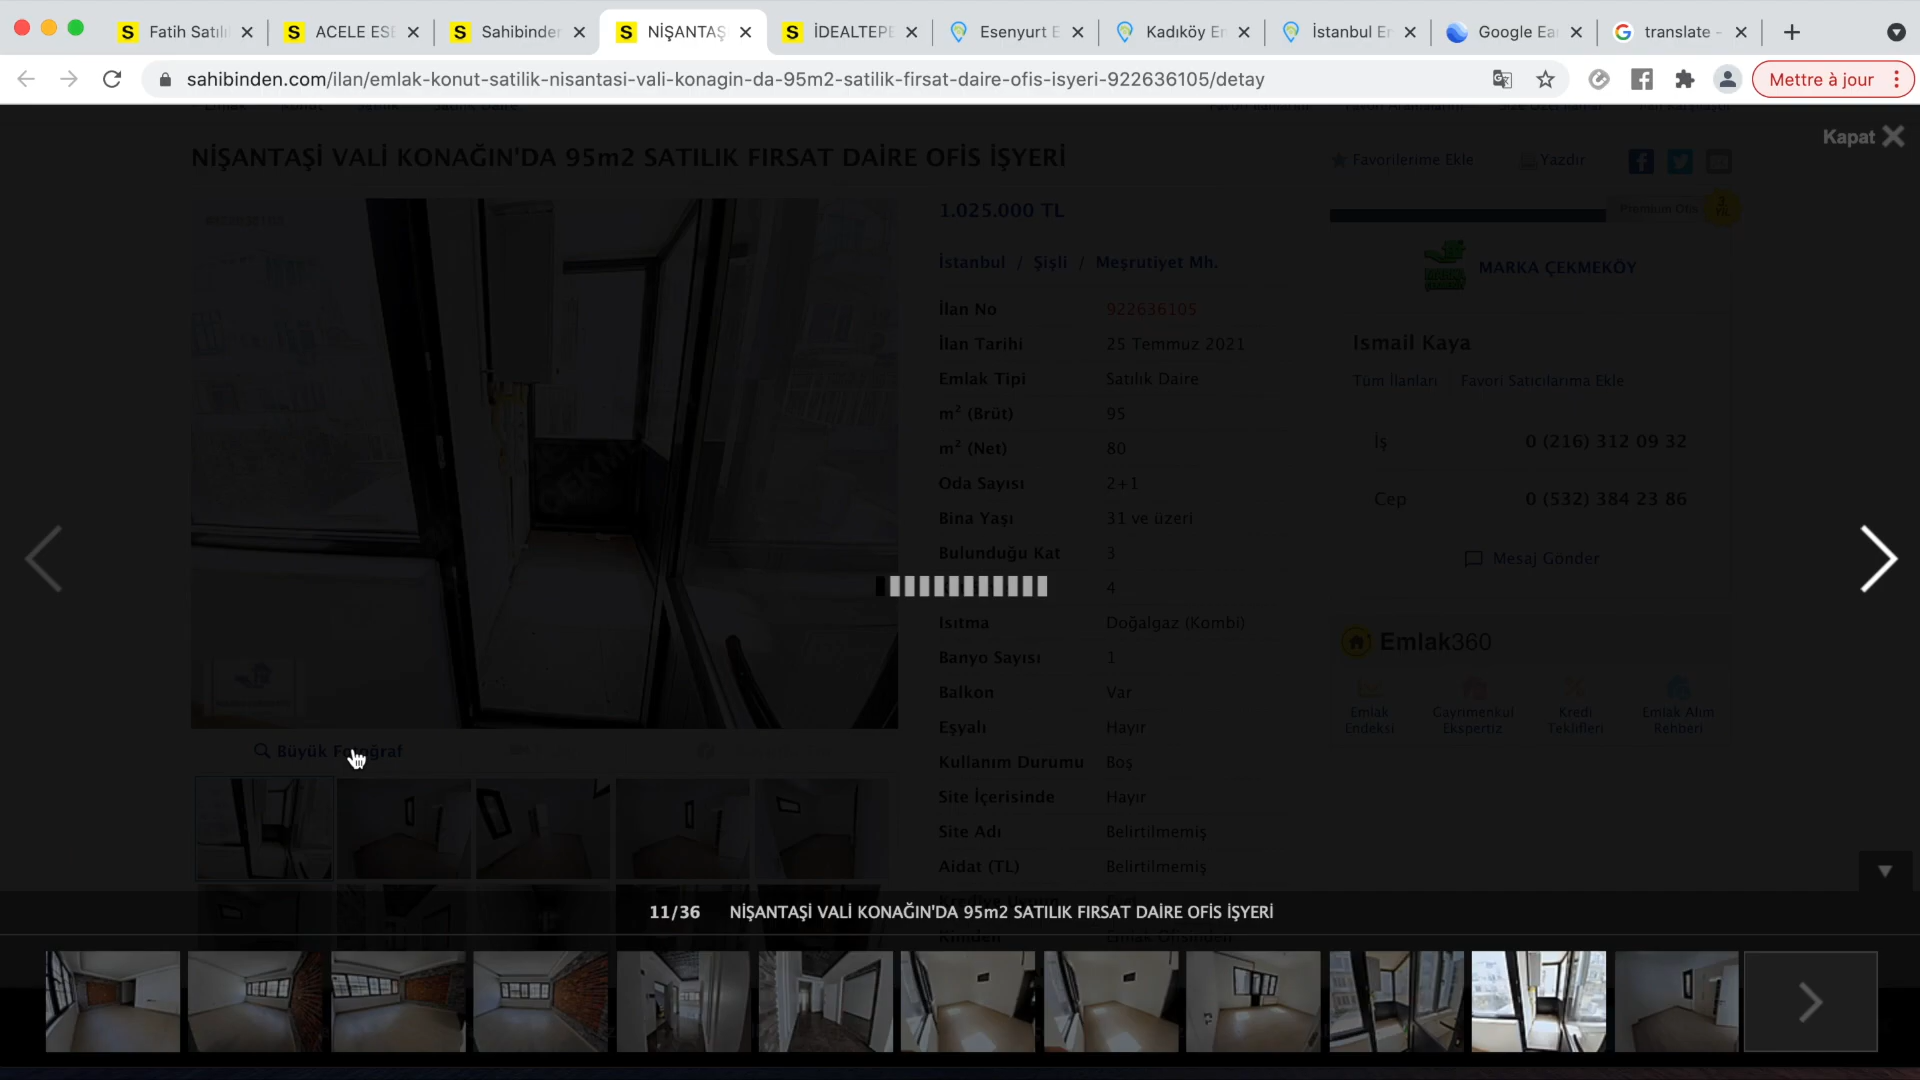 Fatih Satılı
ACELE ESE
Sahibinden
NİŞANTAŞ
İDEALTEPE
Esenyurt E
Kadıköy Em
İstanbul Em
Google Ear
translate -
sahibinden.com/ilan/emlak-konut-satilik-nisantasi-vali-konagin-da-95m2-satilik-firsat-daire-ofis-isyeri-922636105/detay
Mettre à jour
Kapat
NİŞANTAŞİ VALİ KONAĞIN'DA 95m2 SATILIK FIRSAT DAİRE OFİS İŞYERİ
Favorilerime Ekle
Yazdır
1.025.000 TL
Premium Ofis
İstanbul / Şişli / Meşrutiyet Mh.
MARKA ÇEKMEKÖY
İlan No 922636105
İlan Tarihi 25 Temmuz 2021
Emlak Tipi Satılık Daire
m² (Brüt) 95
m² (Net) 80
Oda Sayısı 2+1
Bina Yaşı 31 ve üzeri
Bulunduğu Kat 3
4
Isıtma Doğalgaz (Kombi)
Banyo Sayısı 1
Balkon Var
Eşyalı Hayır
Kullanım Durumu Boş
Site İçerisinde Hayır
Site Adı Belirtilmemiş
Aidat (TL) Belirtilmemiş
Kimden Emlak Ofisinden
Ismail Kaya
Tüm İlanları
Favori Satıcılarıma Ekle
İş 0 (216) 312 09 32
Cep 0 (532) 384 23 86
Mesaj Gönder
Emlak360
Emlak Endeksi
Gayrimenkul Ekspertiz
Kredi Teklifleri
Emlak Alım Rehberi
Büyük Fotoğraf
11/36 NİŞANTAŞİ VALİ KONAĞIN'DA 95m2 SATILIK FIRSAT DAİRE OFİS İŞYERİ